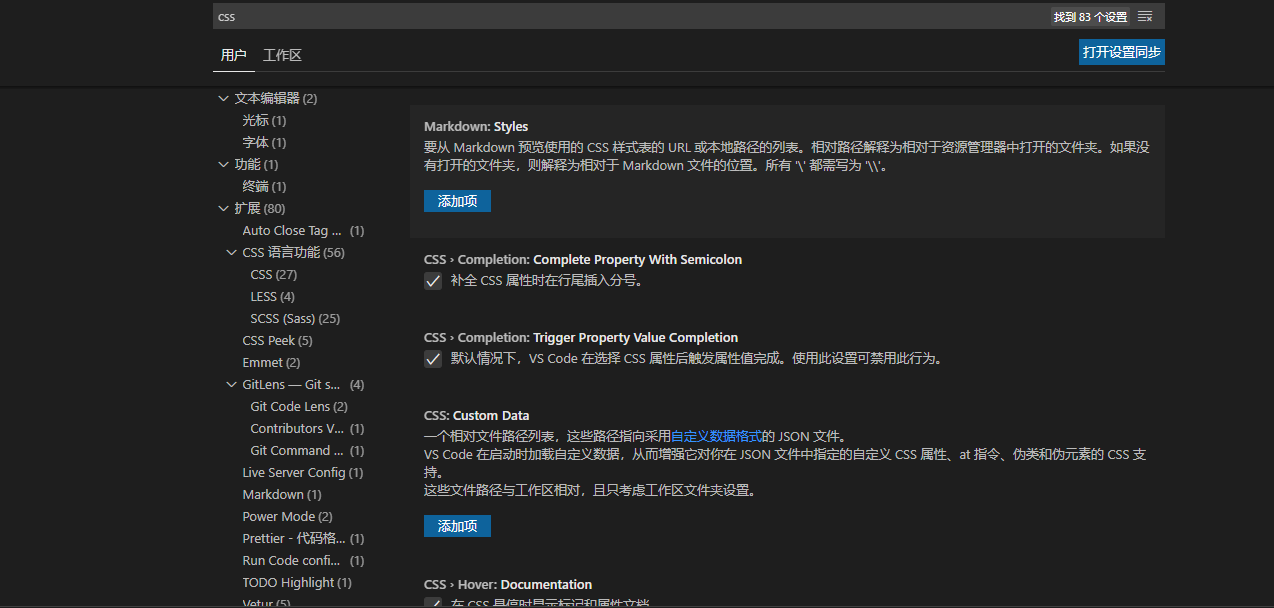 css
找到 83 个设置
用户
工作区
打开设置同步
文本编辑器 (2)
光标 (1)
字体 (1)
功能 (1)
终端 (1)
扩展 (80)
Auto Close Tag ... (1)
CSS 语言功能 (56)
CSS (27)
LESS (4)
SCSS (Sass) (25)
CSS Peek (5)
Emmet (2)
GitLens — Git s... (4)
Git Code Lens (2)
Contributors V... (1)
Git Command ... (1)
Live Server Config (1)
Markdown (1)
Power Mode (2)
Prettier - 代码格... (1)
Run Code confi... (1)
TODO Highlight (1)
Vetur (5)
Markdown: Styles
要从 Markdown 预览使用的 CSS 样式表的 URL 或本地路径的列表。相对路径解释为相对于资源管理器中打开的文件夹。如果没
有打开的文件夹，则解释为相对于 Markdown 文件的位置。所有 '\' 都需写为 '\\'。
添加项
CSS › Completion: Complete Property With Semicolon
补全 CSS 属性时在行尾插入分号。
CSS › Completion: Trigger Property Value Completion
默认情况下，VS Code 在选择 CSS 属性后触发属性值完成。使用此设置可禁用此行为。
CSS: Custom Data
一个相对文件路径列表，这些路径指向采用自定义数据格式的 JSON 文件。
VS Code 在启动时加载自定义数据，从而增强它对你在 JSON 文件中指定的自定义 CSS 属性、at 指令、伪类和伪元素的 CSS 支
持。
这些文件路径与工作区相对，且只考虑工作区文件夹设置。
添加项
CSS › Hover: Documentation
在 CSS 悬停时显示标记和属性文档。